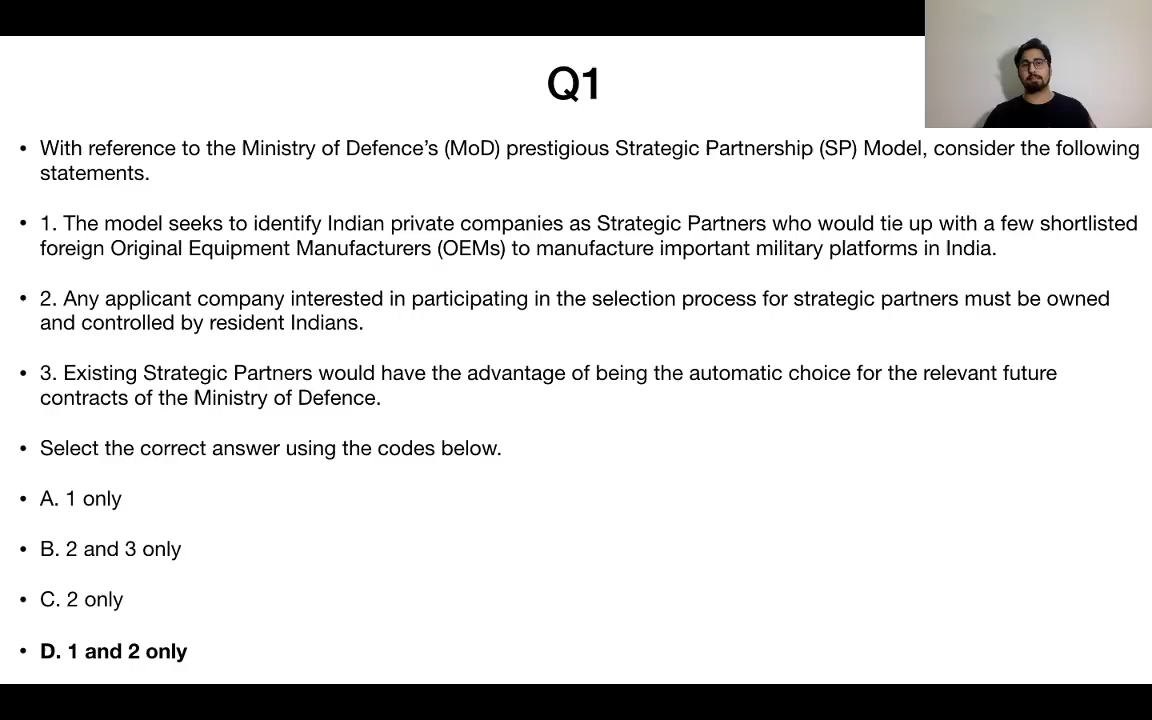 Q1
• With reference to the Ministry of Defence’s (MoD) prestigious Strategic Partnership (SP) Model, consider the following
statements.
• 1. The model seeks to identify Indian private companies as Strategic Partners who would tie up with a few shortlisted
foreign Original Equipment Manufacturers (OEMs) to manufacture important military platforms in India.
• 2. Any applicant company interested in participating in the selection process for strategic partners must be owned
and controlled by resident Indians.
• 3. Existing Strategic Partners would have the advantage of being the automatic choice for the relevant future
contracts of the Ministry of Defence.
• Select the correct answer using the codes below.
• A. 1 only
• B. 2 and 3 only
• C. 2 only
• D. 1 and 2 only